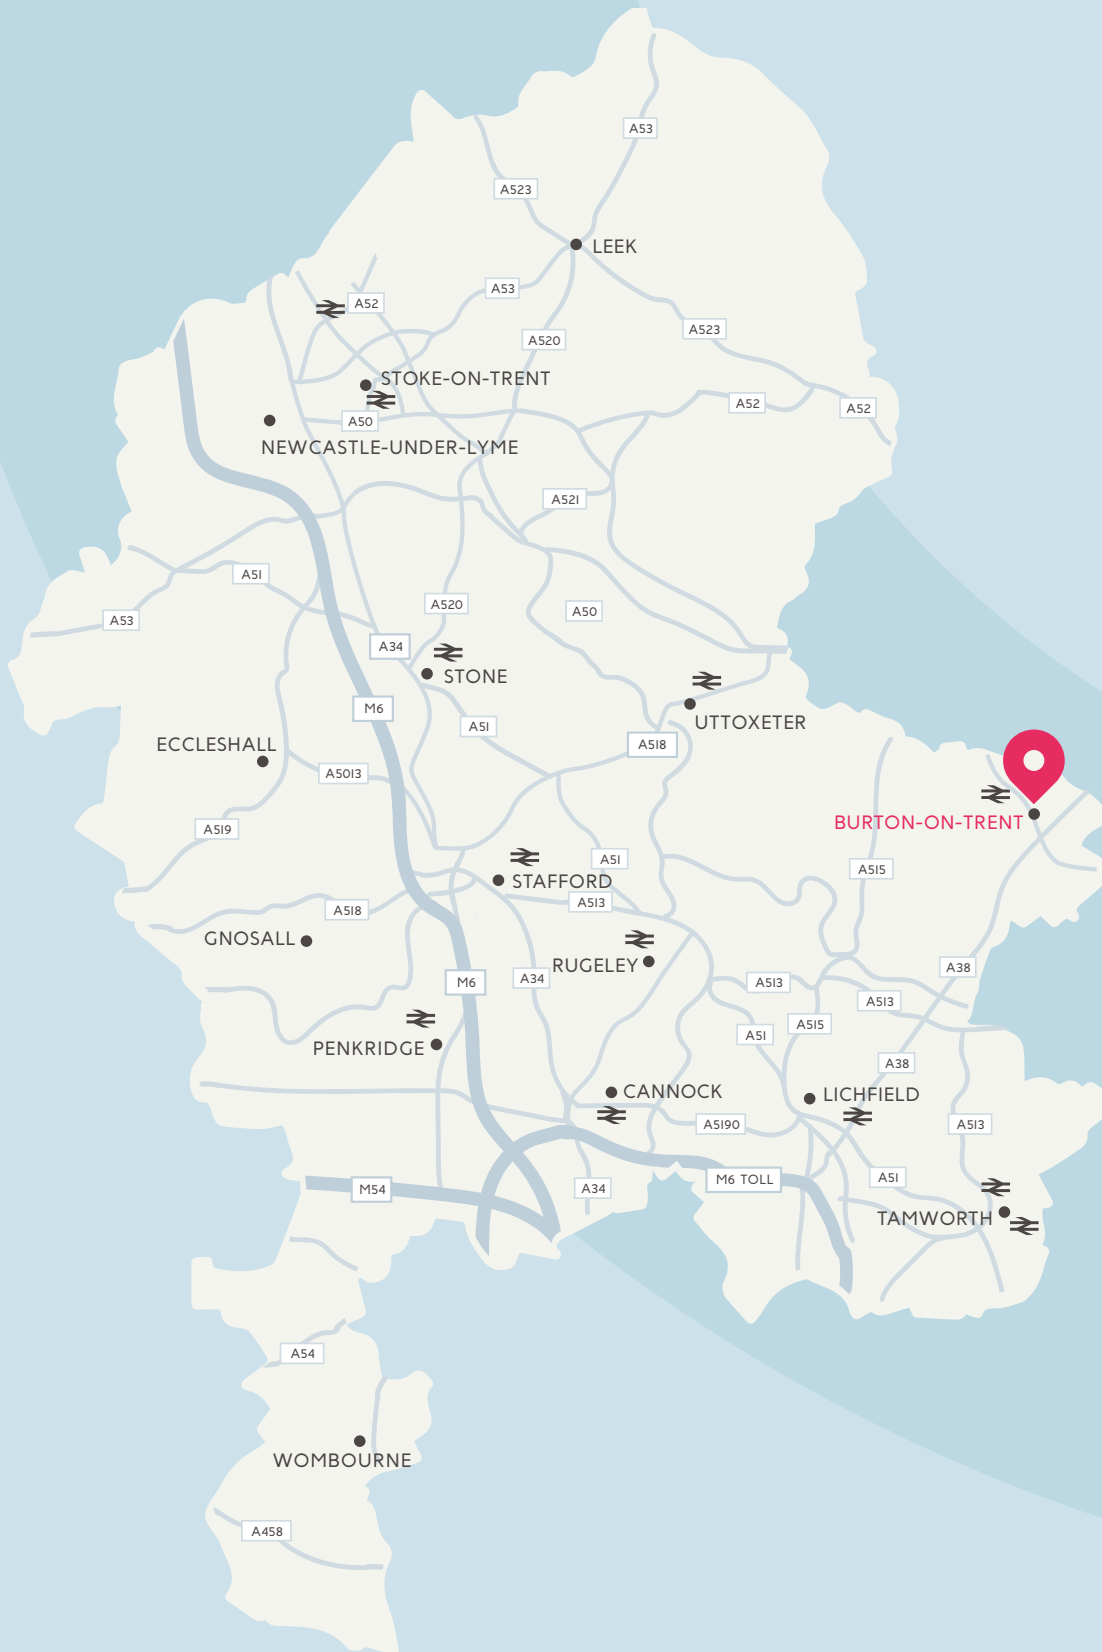 A53
A523
LEEK
A53
A52
A523
A520
STOKE-ON-TRENT
A52
A52
A50
NEWCASTLE-UNDER-LYME
A521
A51
A520
A50
A53
A34
STONE
M6
UTTOXETER
A51
ECCLESHALL
A518
A5013
BURTON-ON-TRENT
A519
A51
A515
STAFFORD
A513
A518
GNOSALL
RUGELEY
A38
M6
A34
A513
A513
A515
A51
PENKRIDGE
A38
CANNOCK
LICHFIELD
A5190
A513
M6 TOLL
A51
M54
A34
TAMWORTH
A54
WOMBOURNE
A458